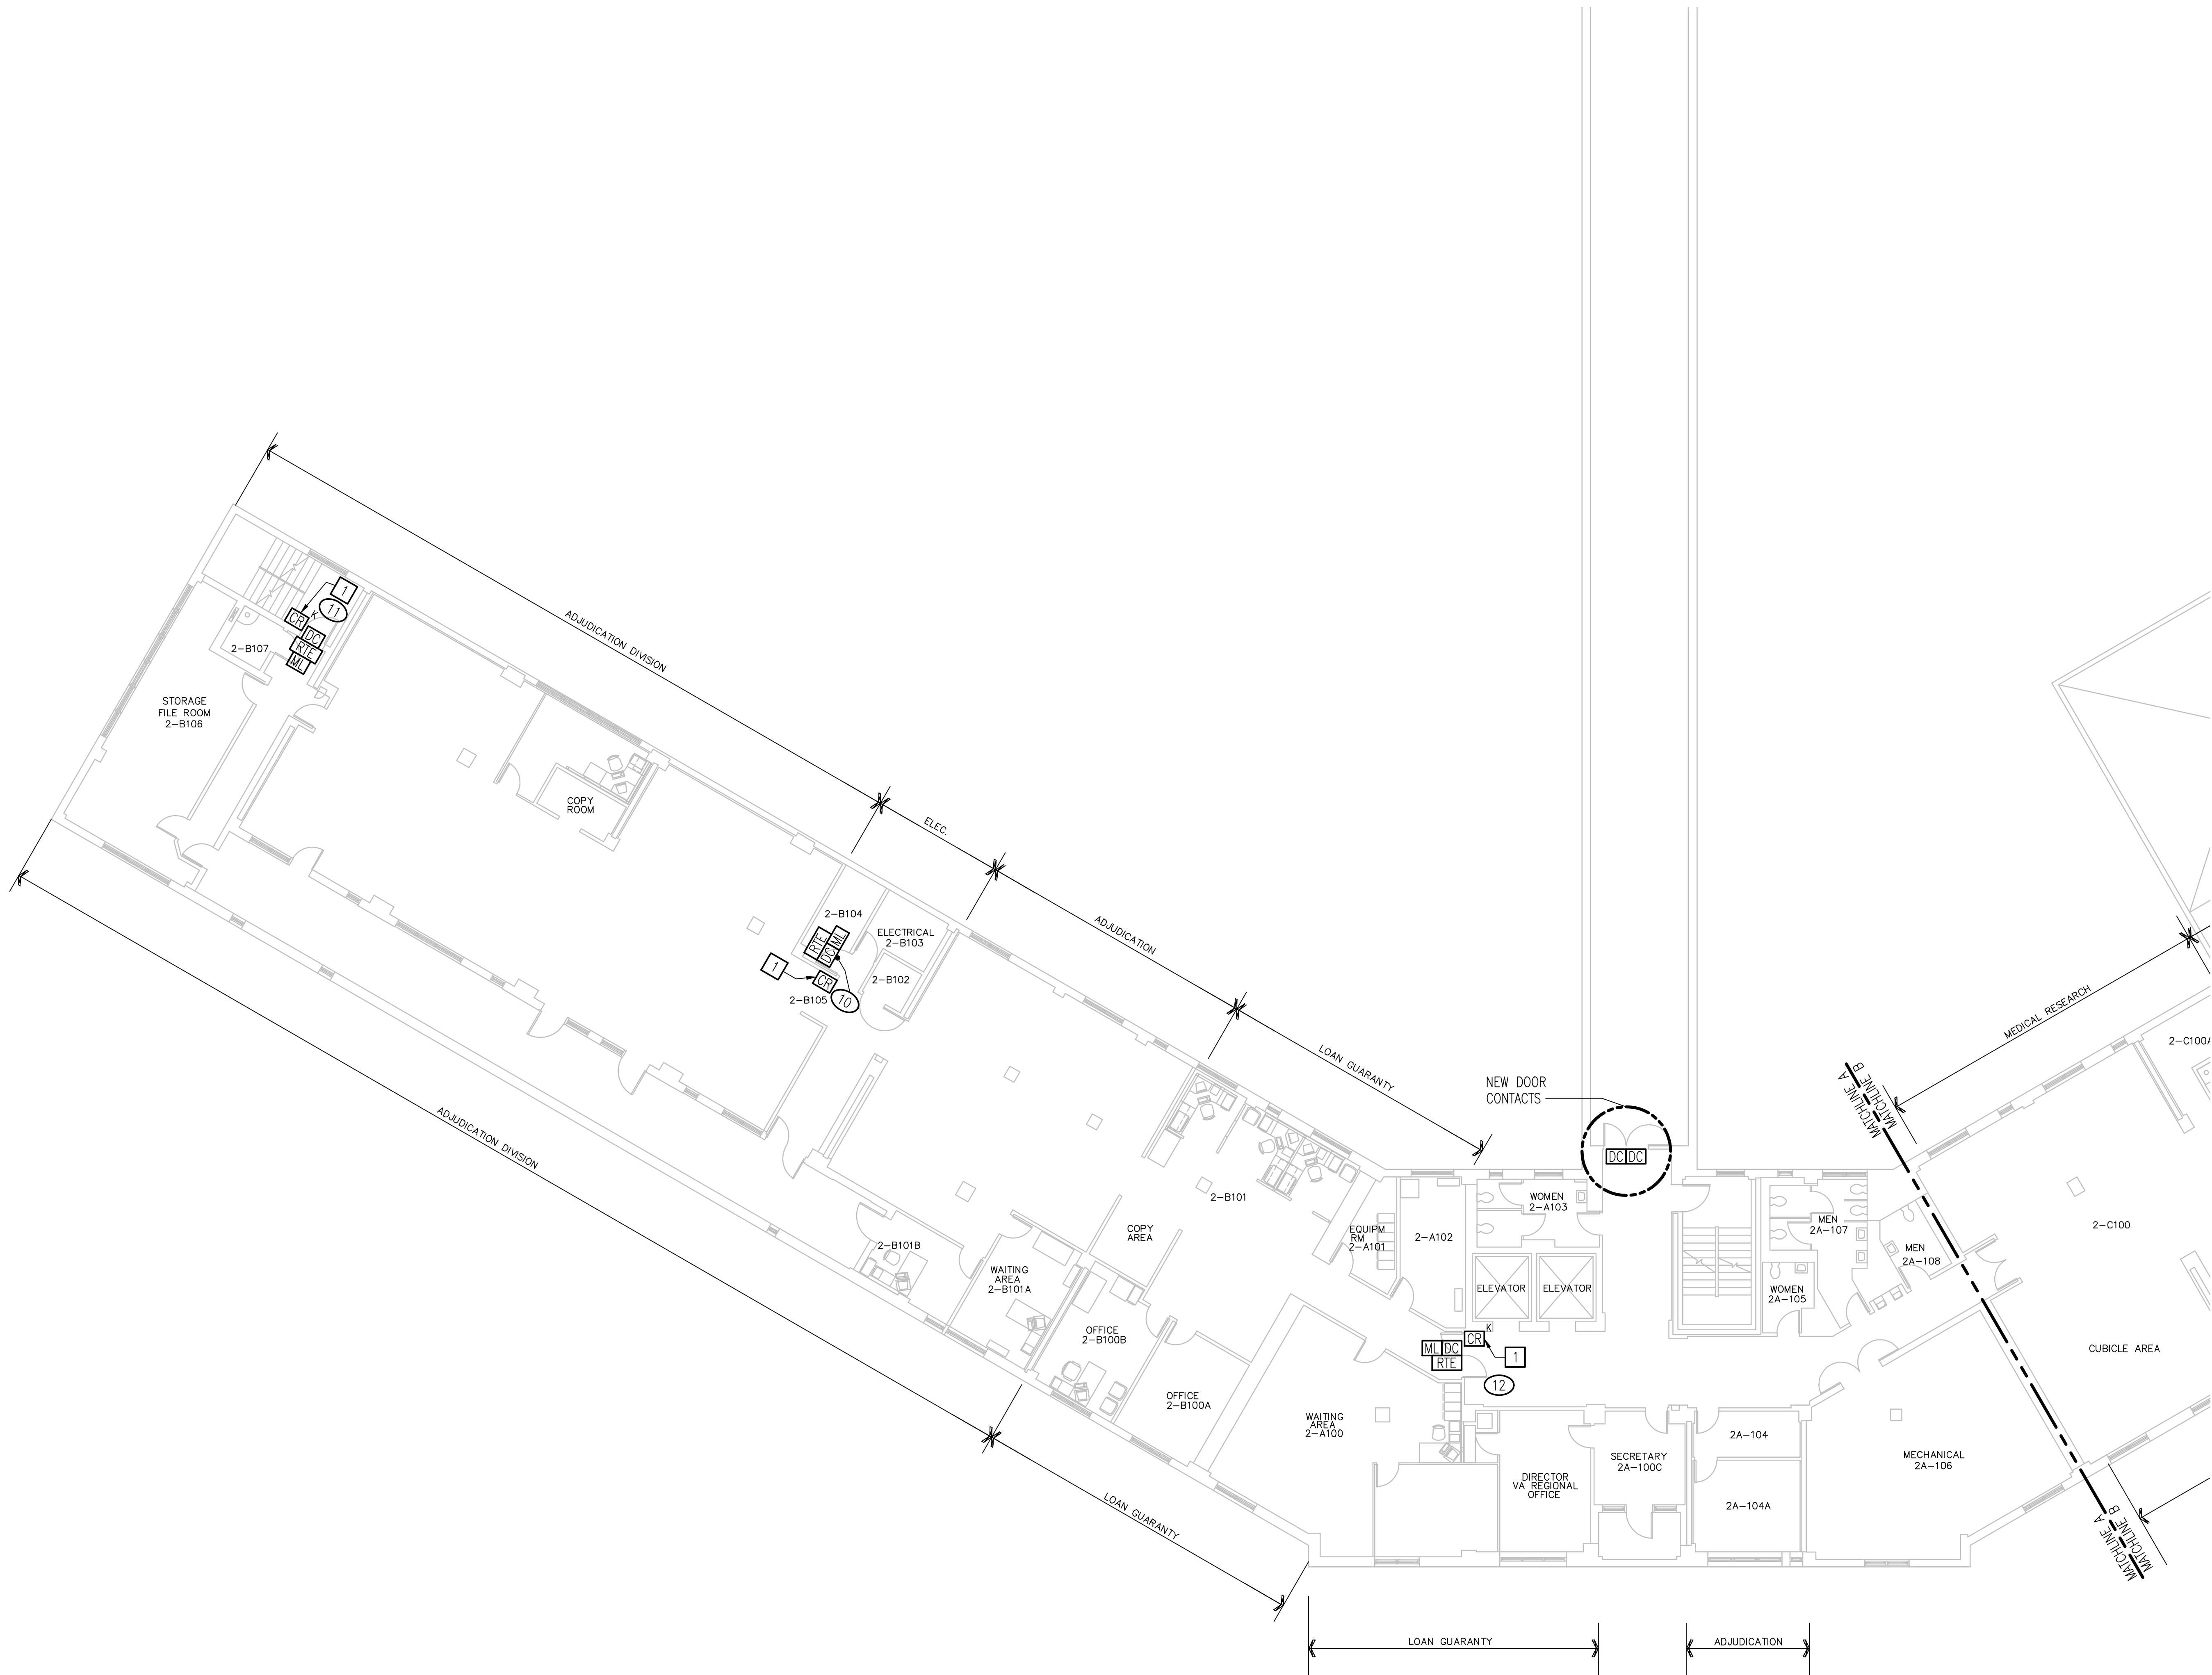 ADJUDICATION DIVISION
1
11
K
CR
DC
RTE
ML
2-B107
STORAGE
FILE ROOM
2-B106
COPY
ROOM
ELEC.
ADJUDICATION
2-B104
ELECTRICAL
2-B103
RTE
DC
ML
1
CR
2-B102
2-B105
10
LOAN GUARANTY
NEW DOOR
CONTACTS
DC
DC
MEDICAL RESEARCH
2-C100A
MATCHLINE A
MATCHLINE B
ADJUDICATION DIVISION
2-B101
WOMEN
2-A103
COPY
AREA
EQUIPM
RM
2-A101
2-A102
MEN
2A-107
2-C100
2-B101B
MEN
2A-108
WAITING
AREA
2-B101A
ELEVATOR
ELEVATOR
WOMEN
2A-105
OFFICE
2-B100B
K
CR
ML
DC
RTE
1
12
CUBICLE AREA
OFFICE
2-B100A
WAITING
AREA
2-A100
2A-104
SECRETARY
2A-100C
MECHANICAL
2A-106
DIRECTOR
VA REGIONAL
OFFICE
2A-104A
LOAN GUARANTY
MATCHLINE A
MATCHLINE B
LOAN GUARANTY
ADJUDICATION